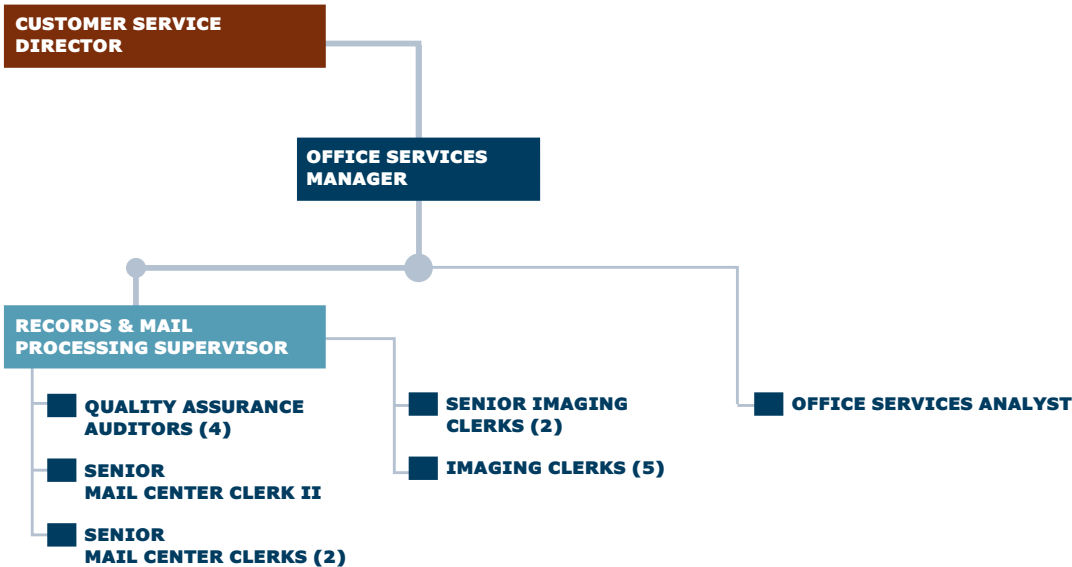 CUSTOMER SERVICE
DIRECTOR
OFFICE SERVICES
MANAGER
RECORDS & MAIL
PROCESSING SUPERVISOR
QUALITY ASSURANCE
AUDITORS (4)
SENIOR
MAIL CENTER CLERK II
SENIOR
MAIL CENTER CLERKS (2)
SENIOR IMAGING
CLERKS (2)
IMAGING CLERKS (5)
OFFICE SERVICES ANALYST